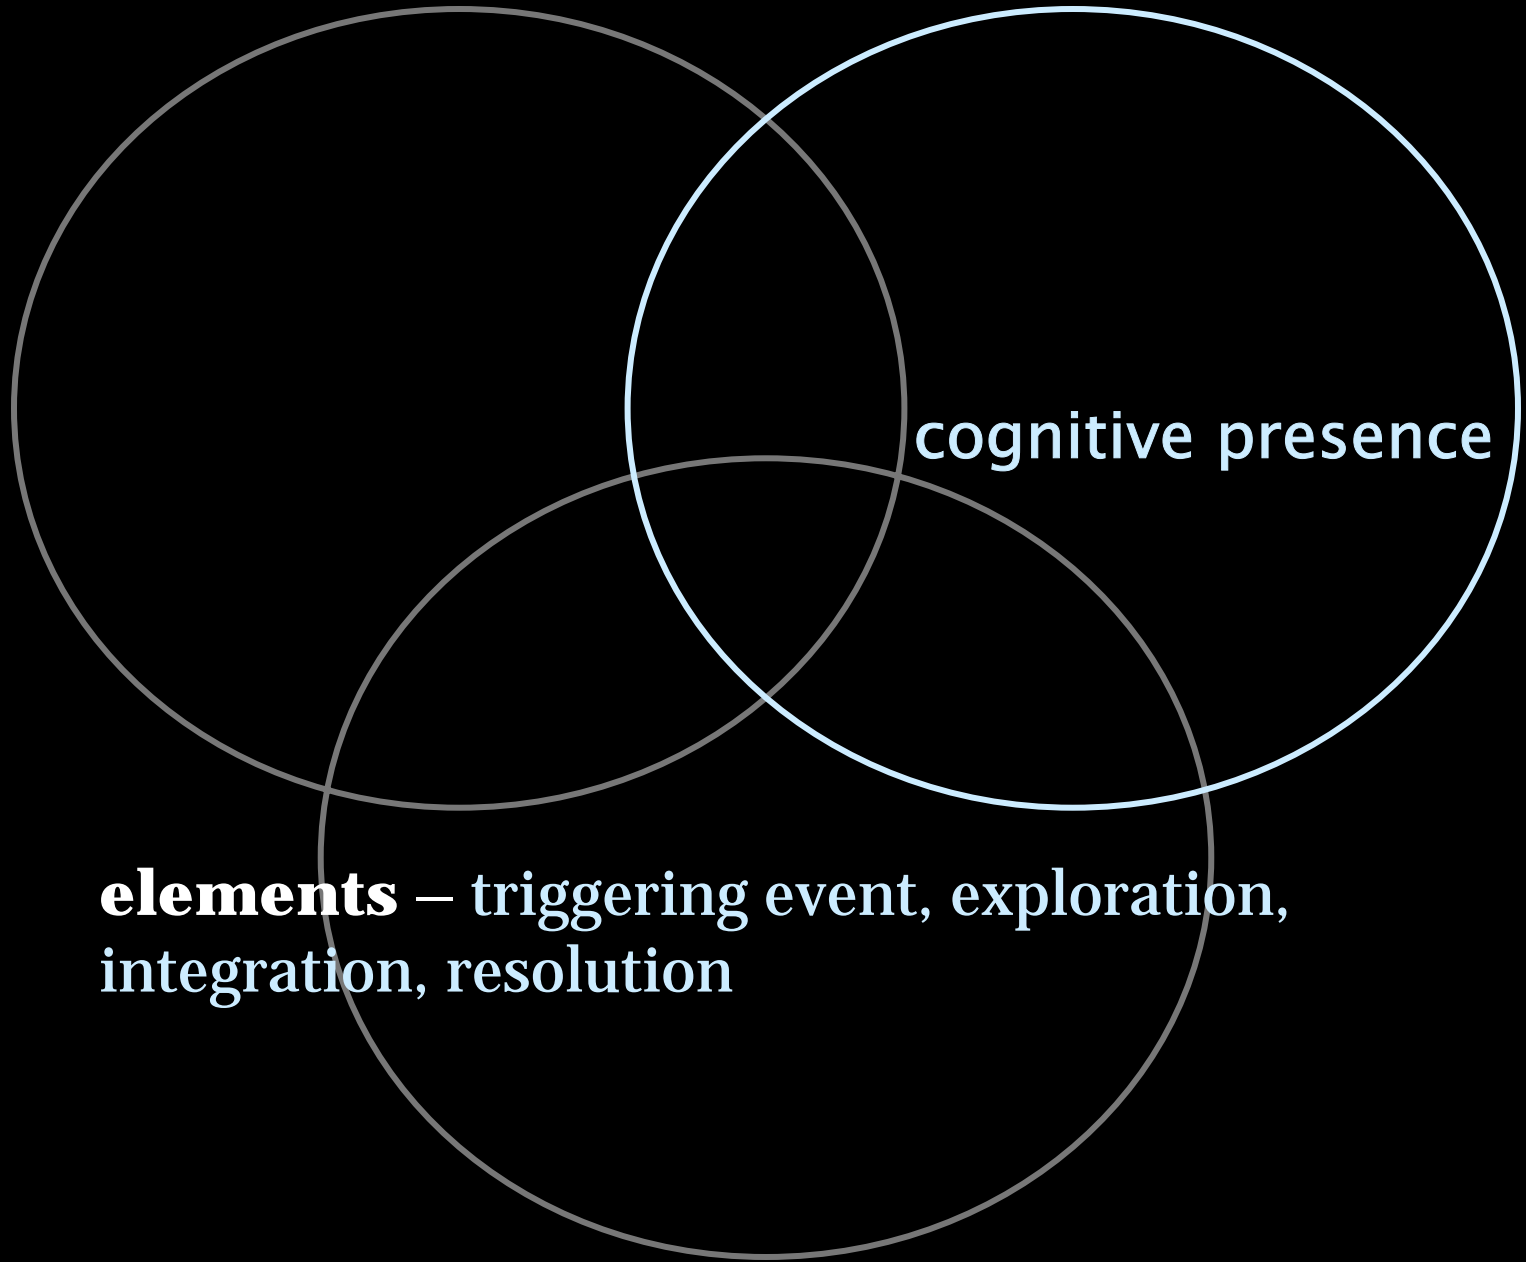 cognitive presence
elements – triggering event, exploration,
integration, resolution